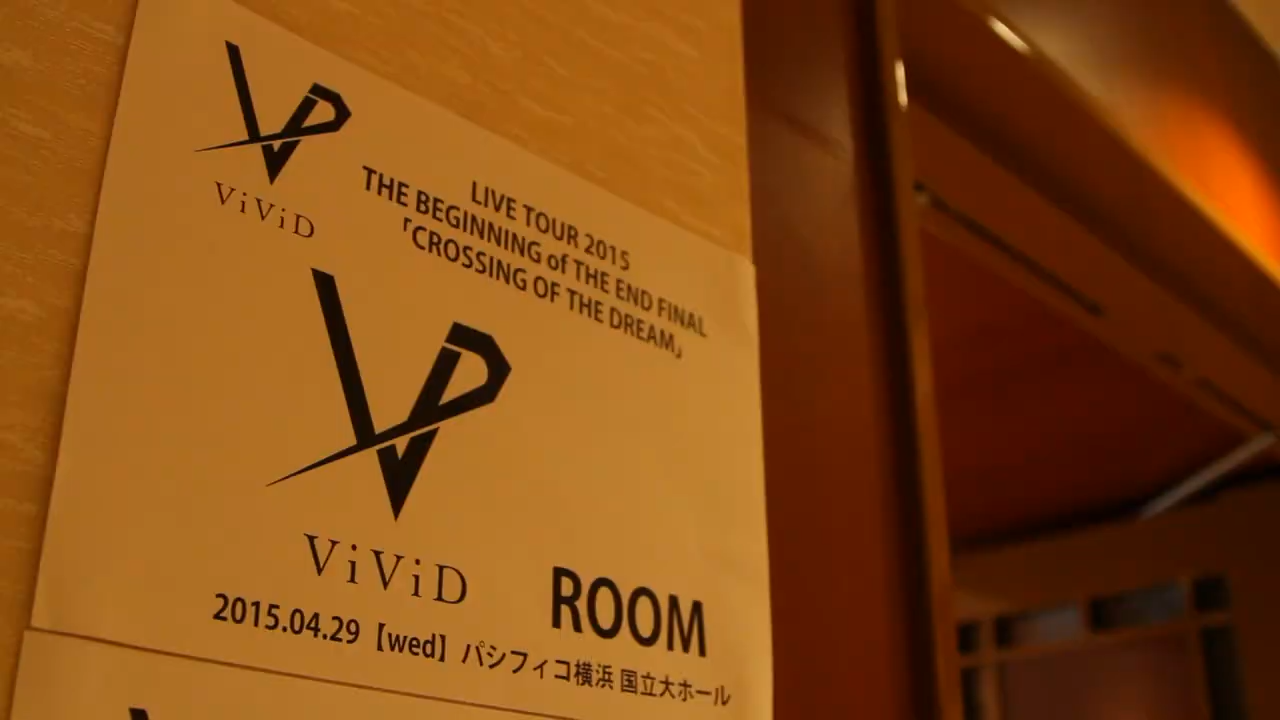 ViViD
LIVE TOUR 2015
THE BEGINNING of THE END FINAL
「CROSSING OF THE DREAM」
ViViD
ROOM
2015.04.29【wed】パシフィコ横浜 国立大ホール